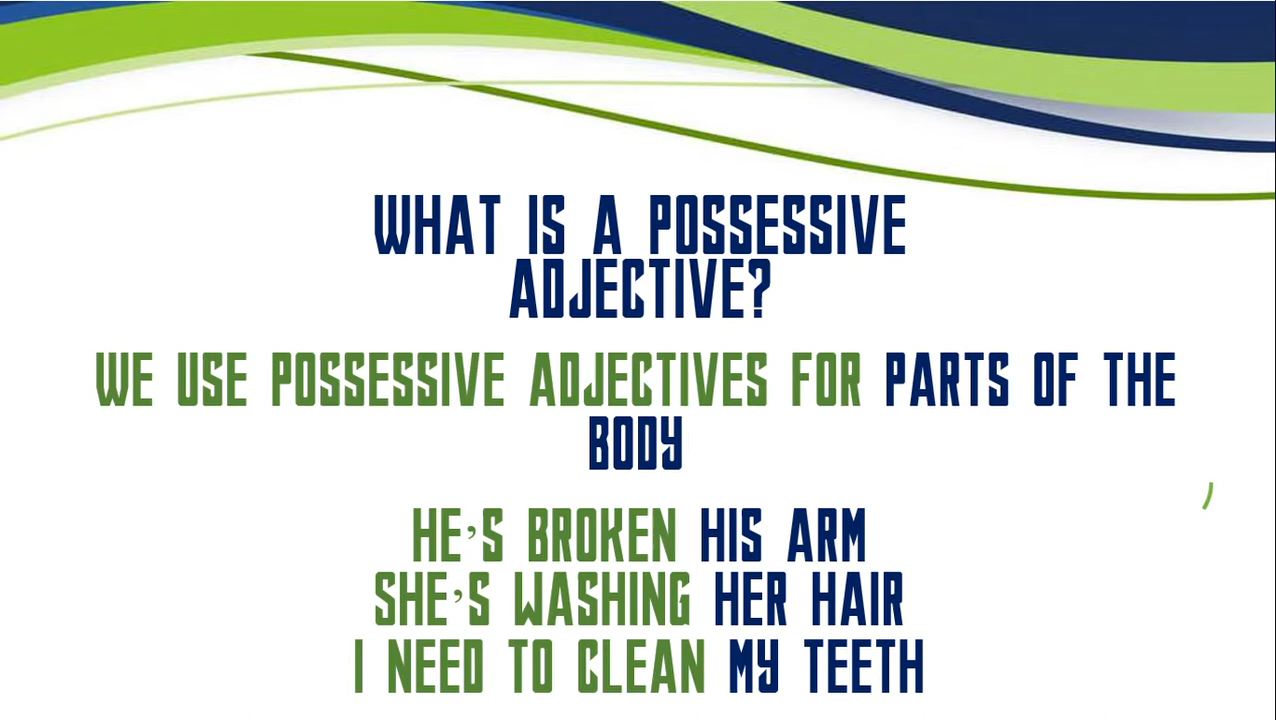 WHAT IS A POSSESSIVE
ADJECTIVE?
WE USE POSSESSIVE ADJECTIVES FOR PARTS OF THE
BODY
HE'S BROKEN HIS ARM
SHE'S WASHING HER HAIR
I NEED TO CLEAN MY TEETH